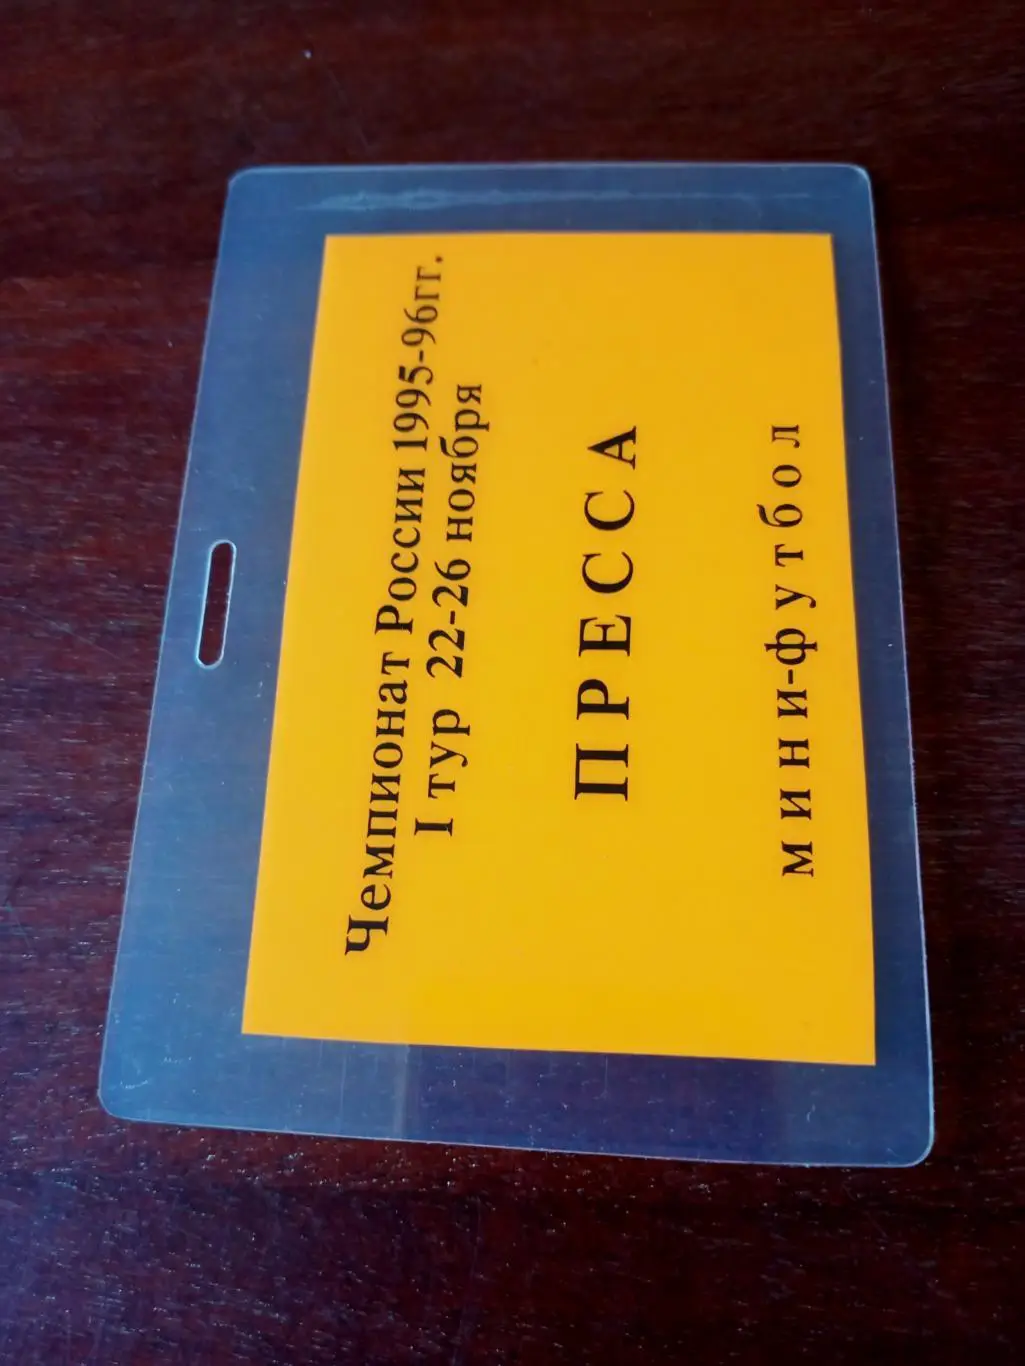 Чемпионат России 1995-96гг.
I тур 22-26 ноября
ПРЕССА
мини-футбол